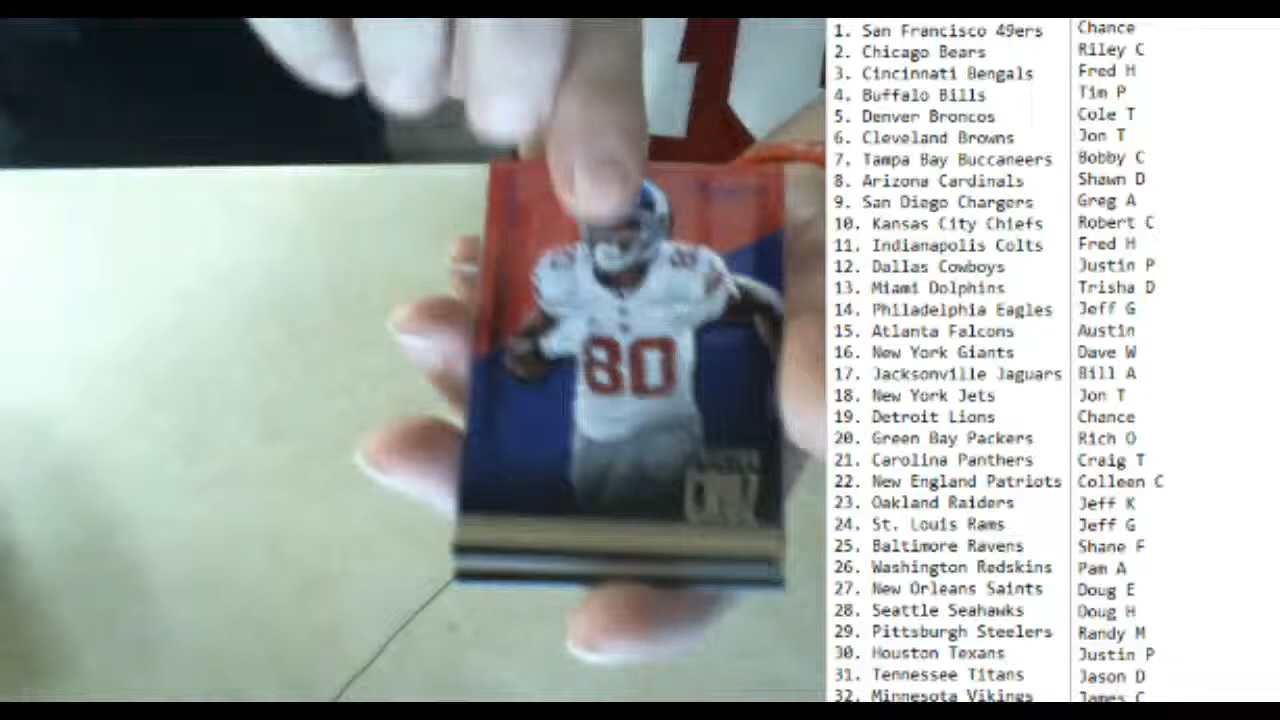 80
CRUZ
1. San Francisco 49ers Chance
2. Chicago Bears Riley C
3. Cincinnati Bengals Fred H
4. Buffalo Bills Tim P
5. Denver Broncos Cole T
6. Cleveland Browns Jon T
7. Tampa Bay Buccaneers Bobby C
8. Arizona Cardinals Shawn D
9. San Diego Chargers Greg A
10. Kansas City Chiefs Robert C
11. Indianapolis Colts Fred H
12. Dallas Cowboys Justin P
13. Miami Dolphins Trisha D
14. Philadelphia Eagles Jeff G
15. Atlanta Falcons Austin
16. New York Giants Dave W
17. Jacksonville Jaguars Bill A
18. New York Jets Jon T
19. Detroit Lions Chance
20. Green Bay Packers Rich O
21. Carolina Panthers Craig T
22. New England Patriots Colleen C
23. Oakland Raiders Jeff K
24. St. Louis Rams Jeff G
25. Baltimore Ravens Shane F
26. Washington Redskins Pam A
27. New Orleans Saints Doug E
28. Seattle Seahawks Doug H
29. Pittsburgh Steelers Randy M
30. Houston Texans Justin P
31. Tennessee Titans Jason D
32. Minnesota Vikings James C